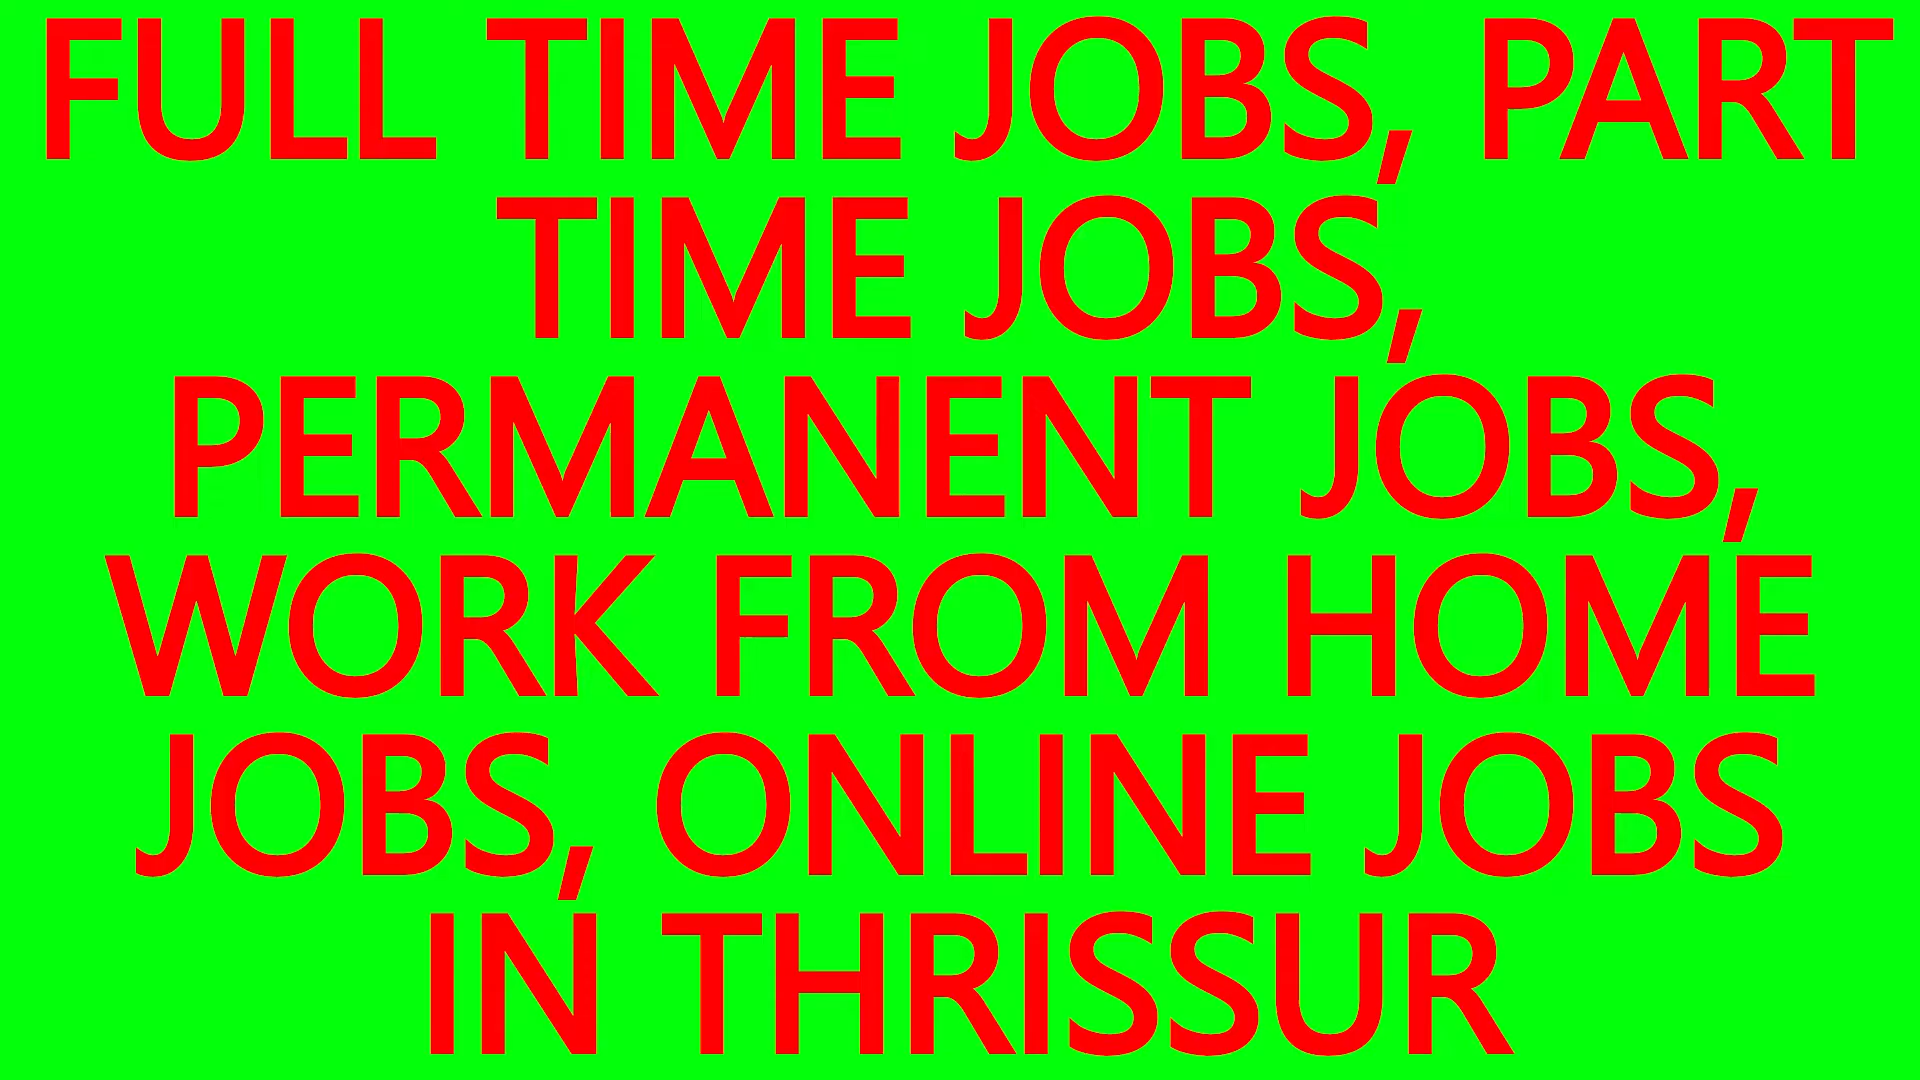 FULL TIME JOBS, PART
TIME JOBS,
PERMANENT JOBS,
WORK FROM HOME
JOBS, ONLINE JOBS
IN THRISSUR